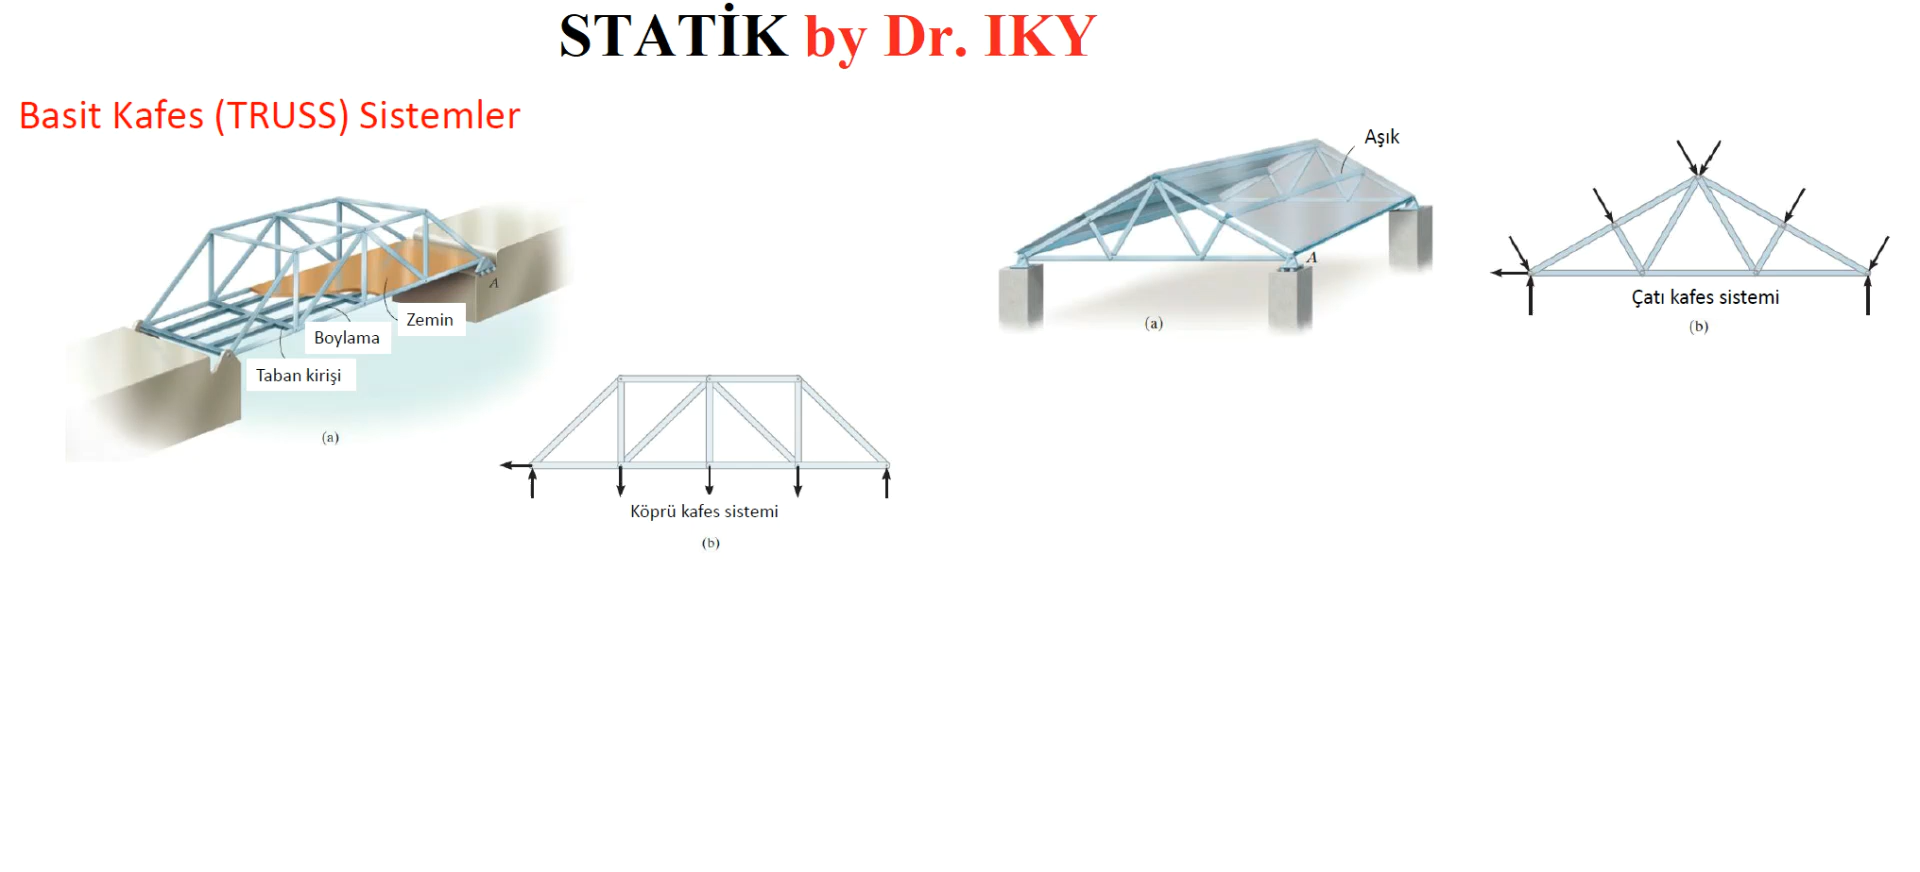 STATİK by Dr. IKY
Basit Kafes (TRUSS) Sistemler
A
Zemin
Boylama
Taban kirişi
(a)
Köprü kafes sistemi
(b)
Aşık
A
(a)
Çatı kafes sistemi
(b)